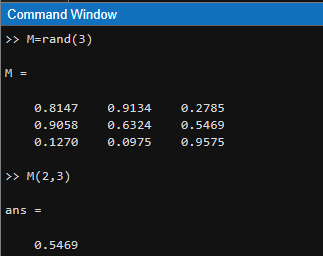 Command Window
>> M=rand(3)
M =
0.8147 0.9134 0.2785
0.9058 0.6324 0.5469
0.1270 0.0975 0.9575
>> M(2,3)
ans =
0.5469